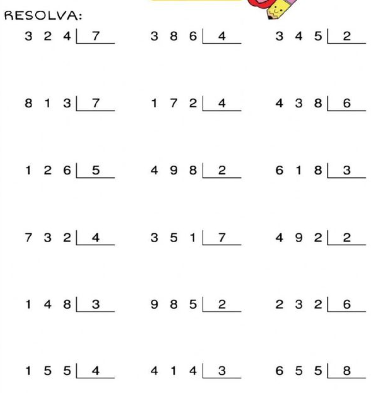 RESOLVA:
3 2 4 7 3 8 6 4 3 4 5 2
8 1 3 7 1 7 2 4 4 3 8 6
1 2 6 5 4 9 8 2 6 1 8 3
7 3 2 4 3 5 1 7 4 9 2 2
1 4 8 3 9 8 5 2 2 3 2 6
1 5 5 4 4 1 4 3 6 5 5 8